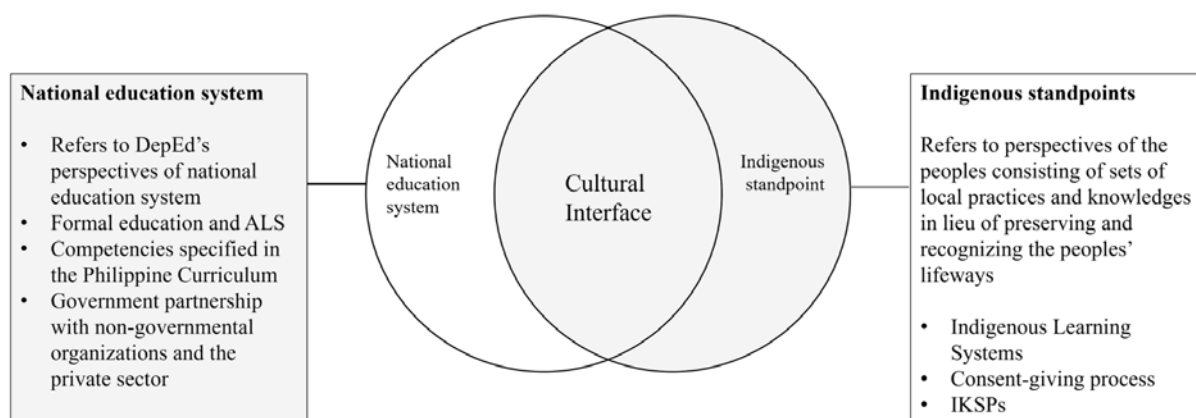 National education system
• Refers to DepEd's
perspectives of national
education system
• Formal education and ALS
• Competencies specified in
the Philippine Curriculum
• Government partnership
with non-governmental
organizations and the
private sector
National
education
system
Cultural
Interface
Indigenous
standpoint
Indigenous standpoints
Refers to perspectives of the
peoples consisting of sets of
local practices and knowledges
in lieu of preserving and
recognizing the peoples'
lifeways
• Indigenous Learning
Systems
• Consent-giving process
• IKSPs